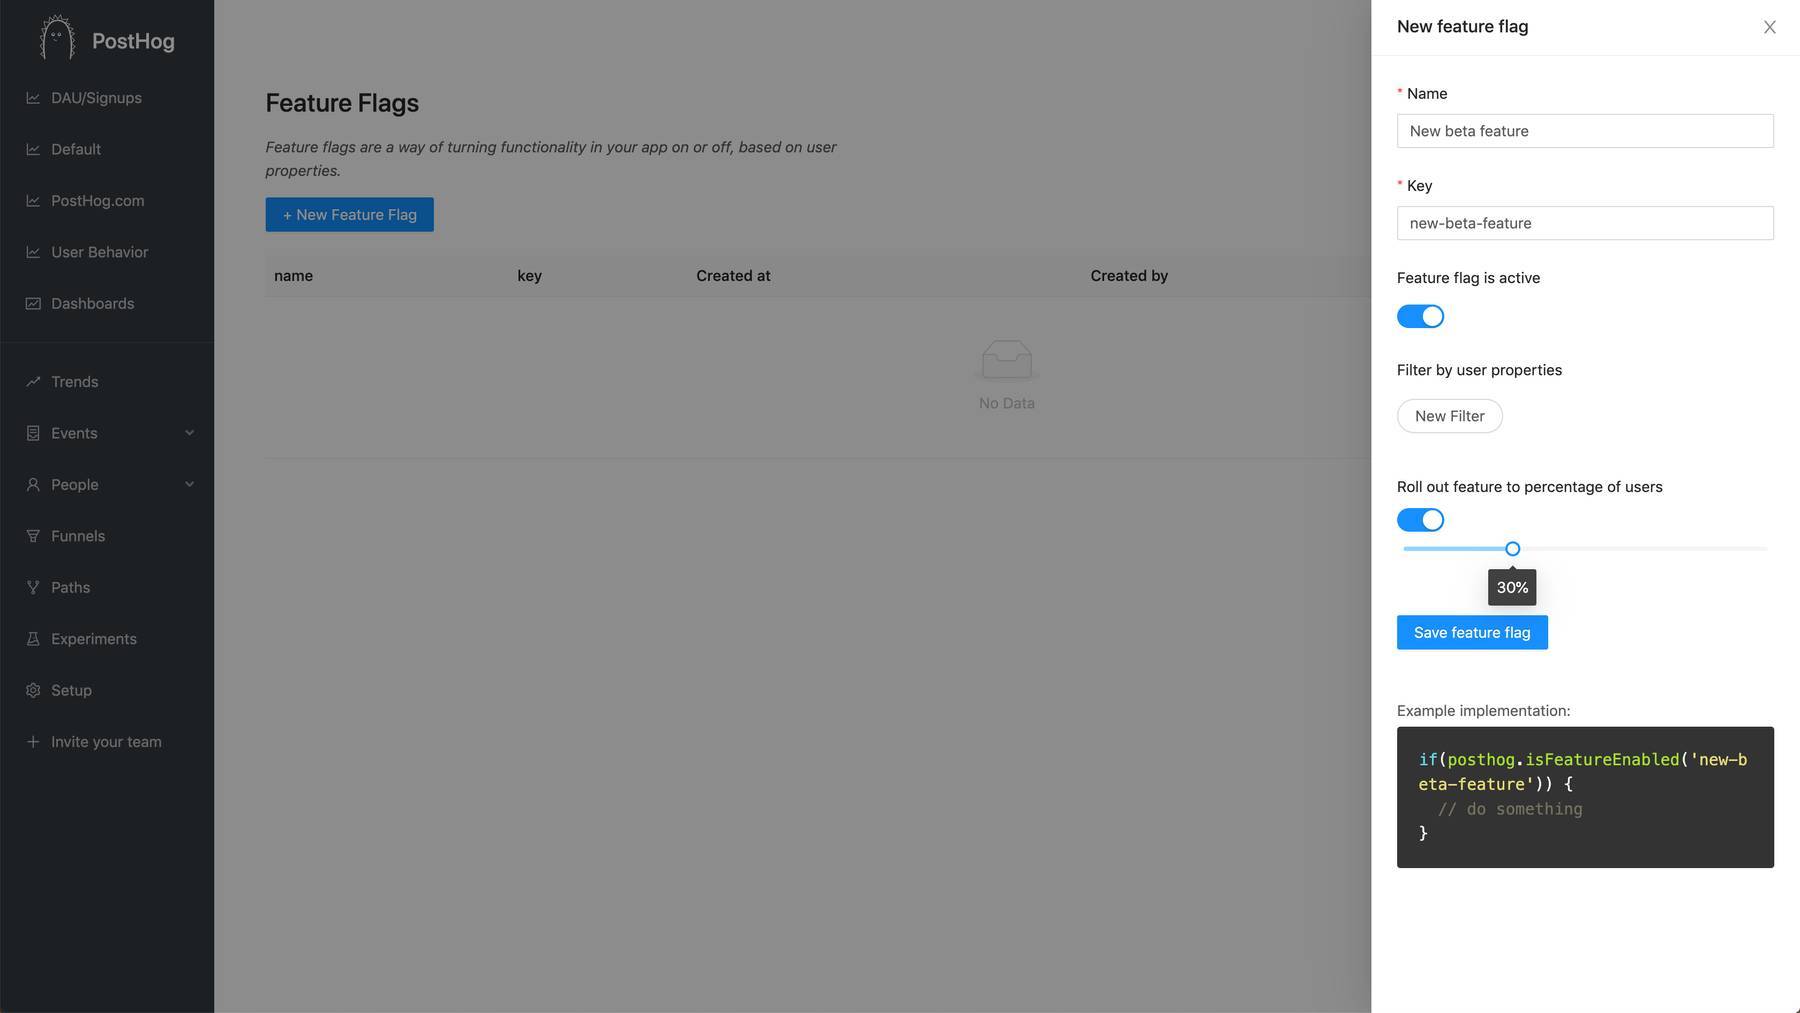 PostHog
DAU/Signups
Default
PostHog.com
User Behavior
Dashboards
Trends
Events
People
Funnels
Paths
Experiments
Setup
+ Invite your team
Feature Flags
Feature flags are a way of turning functionality in your app on or off, based on user
properties.
+ New Feature Flag
name key Created at Created by
No Data
New feature flag
* Name
New beta feature
* Key
new-beta-feature
Feature flag is active
Filter by user properties
New Filter
Roll out feature to percentage of users
30%
Save feature flag
Example implementation:
if(posthog.isFeatureEnabled('new-b
eta-feature')) {
// do something
}